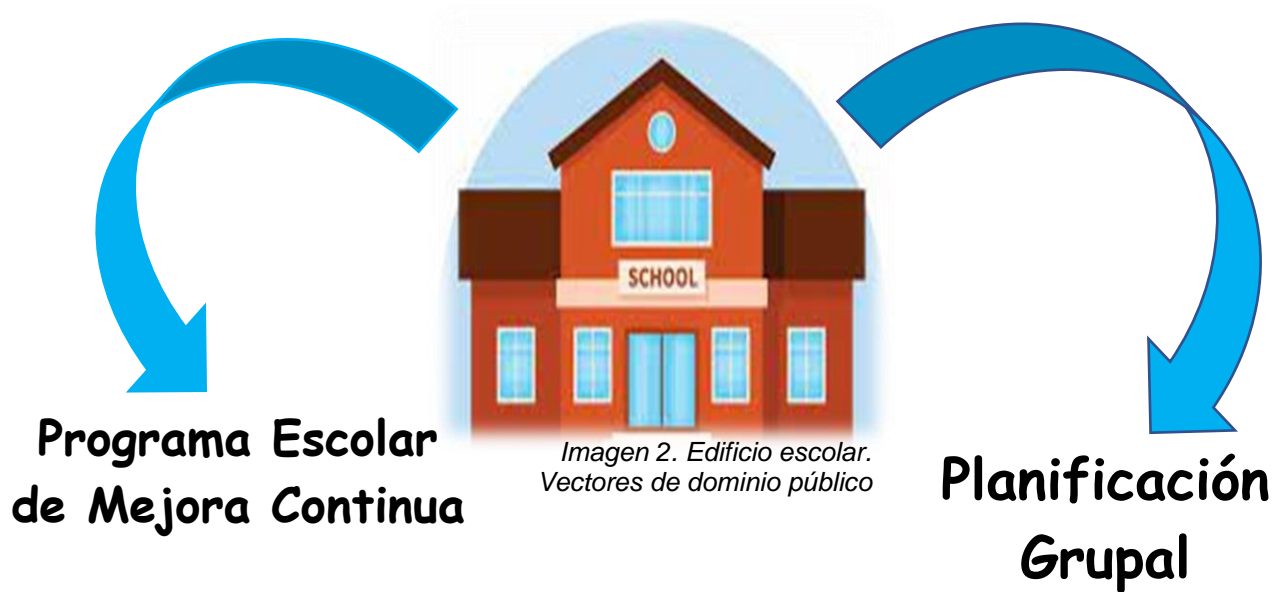 SCHOOL
Programa Escolar
de Mejora Continua
Imagen 2. Edificio escolar.
Vectores de dominio público
Planificación
Grupal